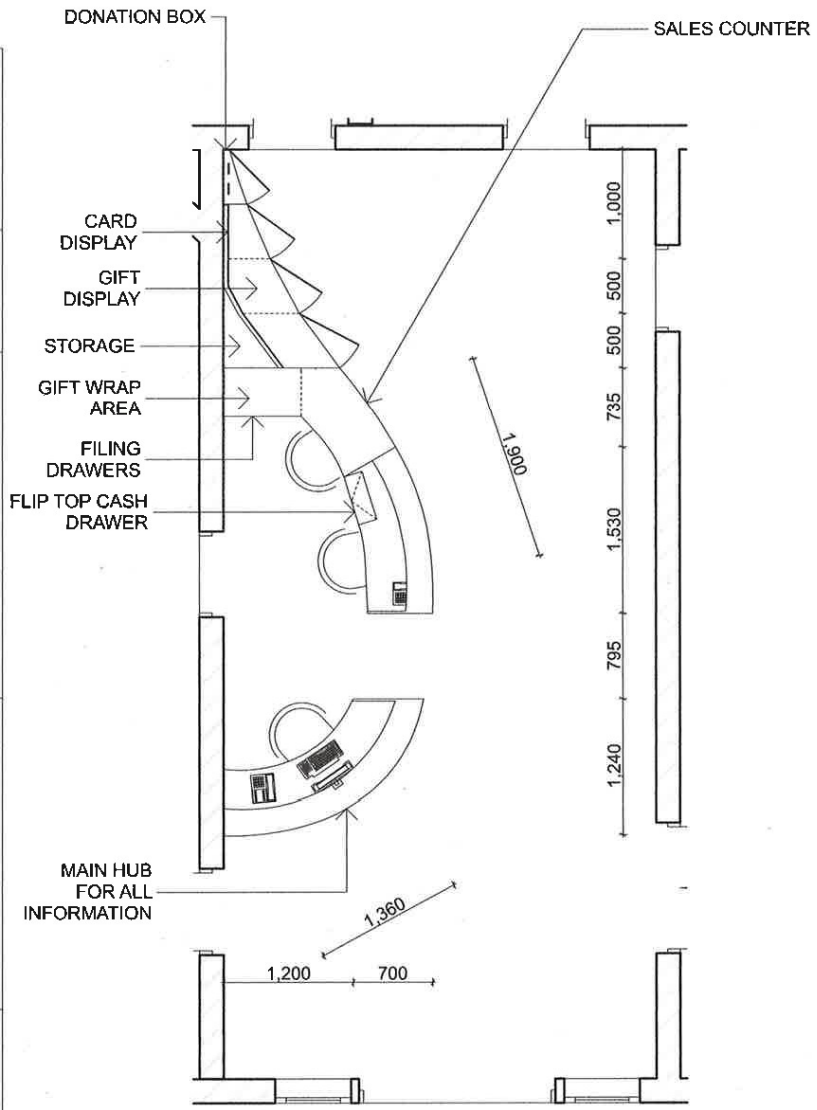 DONATION BOX
SALES COUNTER
CARD
DISPLAY
GIFT
DISPLAY
STORAGE
GIFT WRAP
AREA
FILING
DRAWERS
FLIP TOP CASH
DRAWER
MAIN HUB
FOR ALL
INFORMATION
1,000
500
500
735
1,530
795
1,240
1,900
1,360
1,200
700